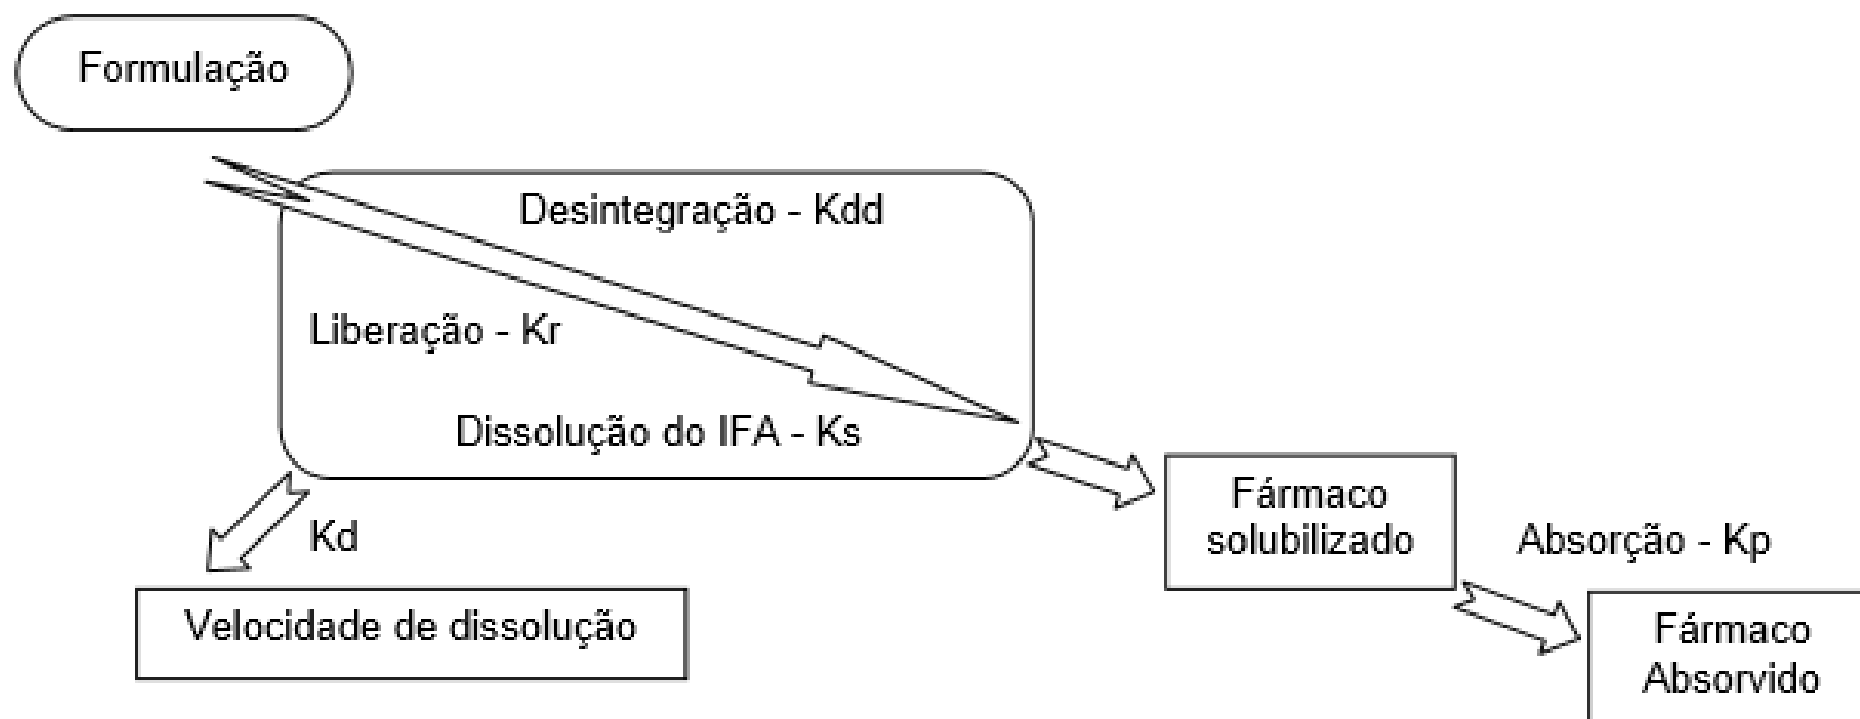 Formulação
Desintegração - Kdd
Liberação - Kr
Dissolução do IFA - Ks
Kd
Velocidade de dissolução
Fármaco
solubilizado
Absorção - Kp
Fármaco
Absorvido